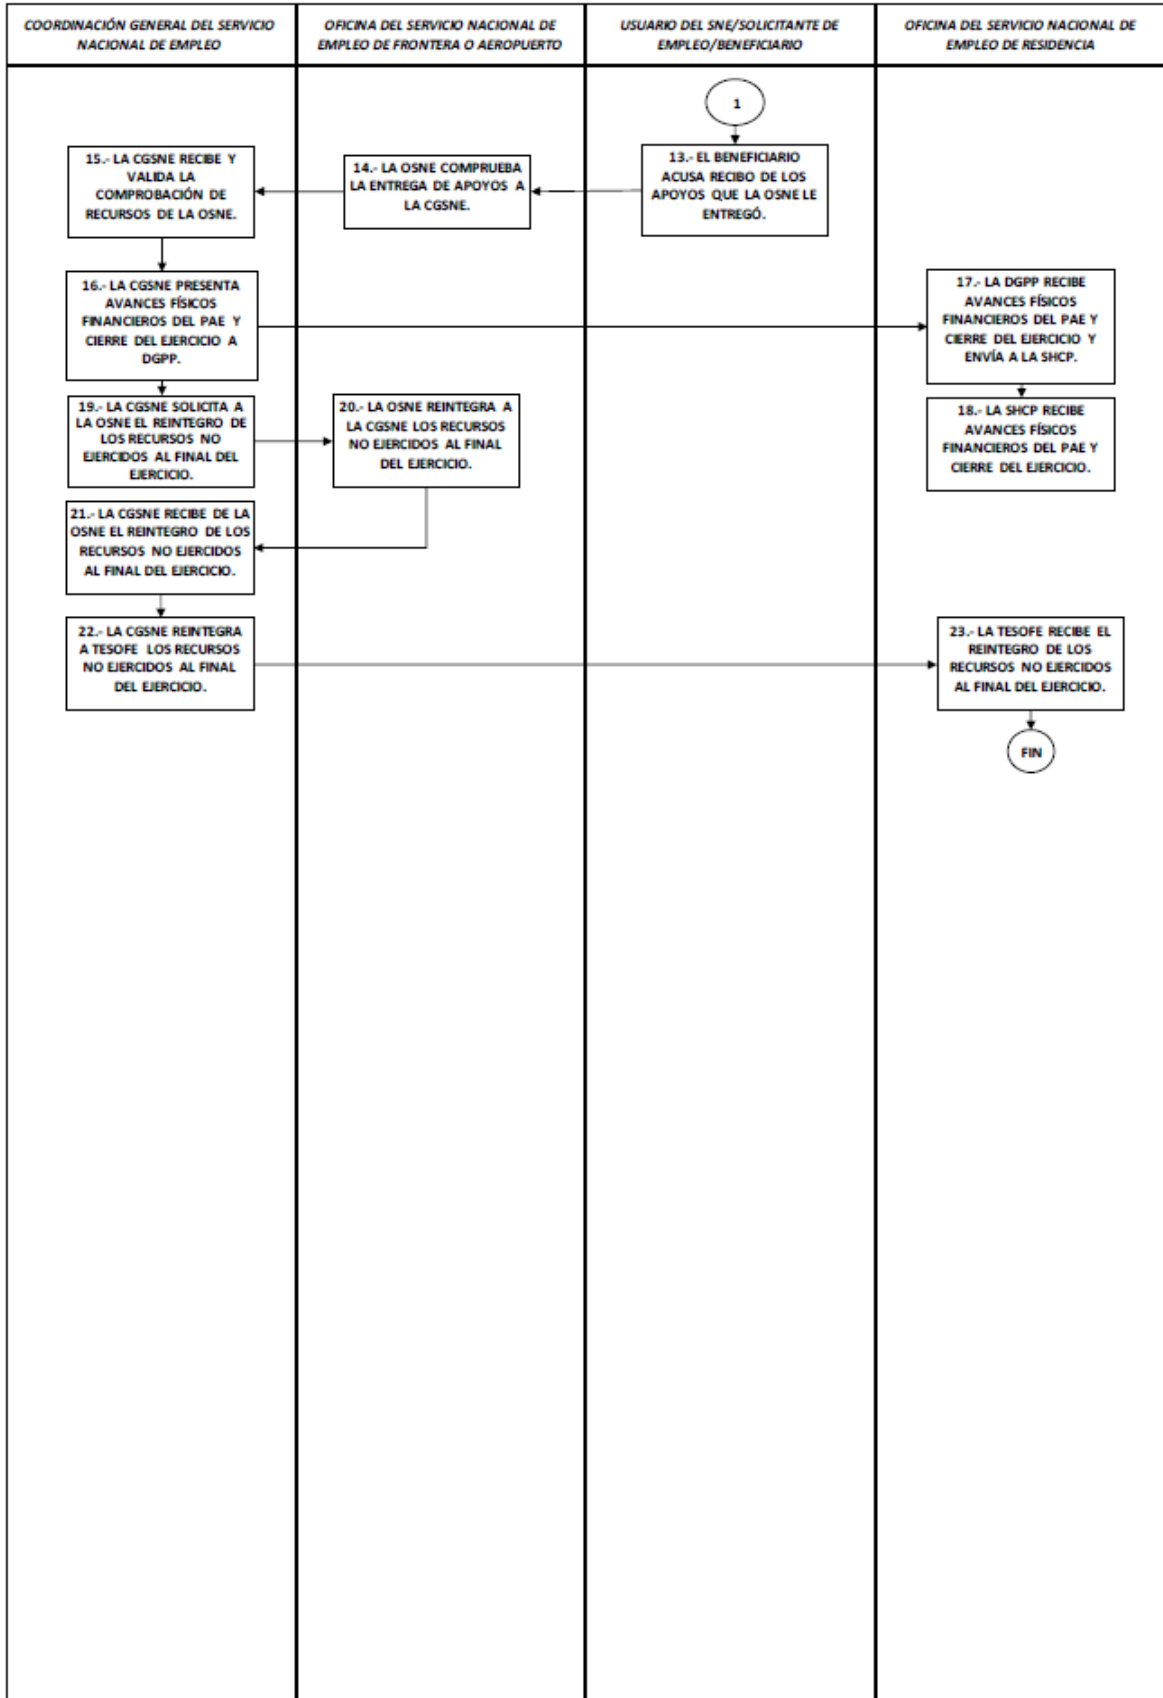 COORDINACIÓN GENERAL DEL SERVICIO
NACIONAL DE EMPLEO
OFICINA DEL SERVICIO NACIONAL DE
EMPLEO DE FRONTERA O AEROPUERTO
USUARIO DEL SNE/SOLICITANTE DE
EMPLEO/BENEFICIARIO
OFICINA DEL SERVICIO NACIONAL DE
EMPLEO DE RESIDENCIA
1
13.- EL BENEFICIARIO
ACUSA RECIBO DE LOS
APOYOS QUE LA OSNE LE
ENTREGÓ.
14.- LA OSNE COMPRUEBA
LA ENTREGA DE APOYOS A
LA CGSNE.
15.- LA CGSNE RECIBE Y
VALIDA LA
COMPROBACIÓN DE
RECURSOS DE LA OSNE.
16.- LA CGSNE PRESENTA
AVANCES FÍSICOS
FINANCIEROS DEL PAE Y
CIERRE DEL EJERCICIO A
DGPP.
17.- LA DGPP RECIBE
AVANCES FÍSICOS
FINANCIEROS DEL PAE Y
CIERRE DEL EJERCICIO Y
ENVÍA A LA SHCP.
18.- LA SHCP RECIBE
AVANCES FÍSICOS
FINANCIEROS DEL PAE Y
CIERRE DEL EJERCICIO.
19.- LA CGSNE SOLICITA A
LA OSNE EL REINTEGRO DE
LOS RECURSOS NO
EJERCIDOS AL FINAL DEL
EJERCICIO.
20.- LA OSNE REINTEGRA A
LA CGSNE LOS RECURSOS
NO EJERCIDOS AL FINAL
DEL EJERCICIO.
21.- LA CGSNE RECIBE DE LA
OSNE EL REINTEGRO DE LOS
RECURSOS NO EJERCIDOS
AL FINAL DEL EJERCICIO.
22.- LA CGSNE REINTEGRA
A TESOFE LOS RECURSOS
NO EJERCIDOS AL FINAL
DEL EJERCICIO.
23.- LA TESOFE RECIBE EL
REINTEGRO DE LOS
RECURSOS NO EJERCIDOS
AL FINAL DEL EJERCICIO.
FIN